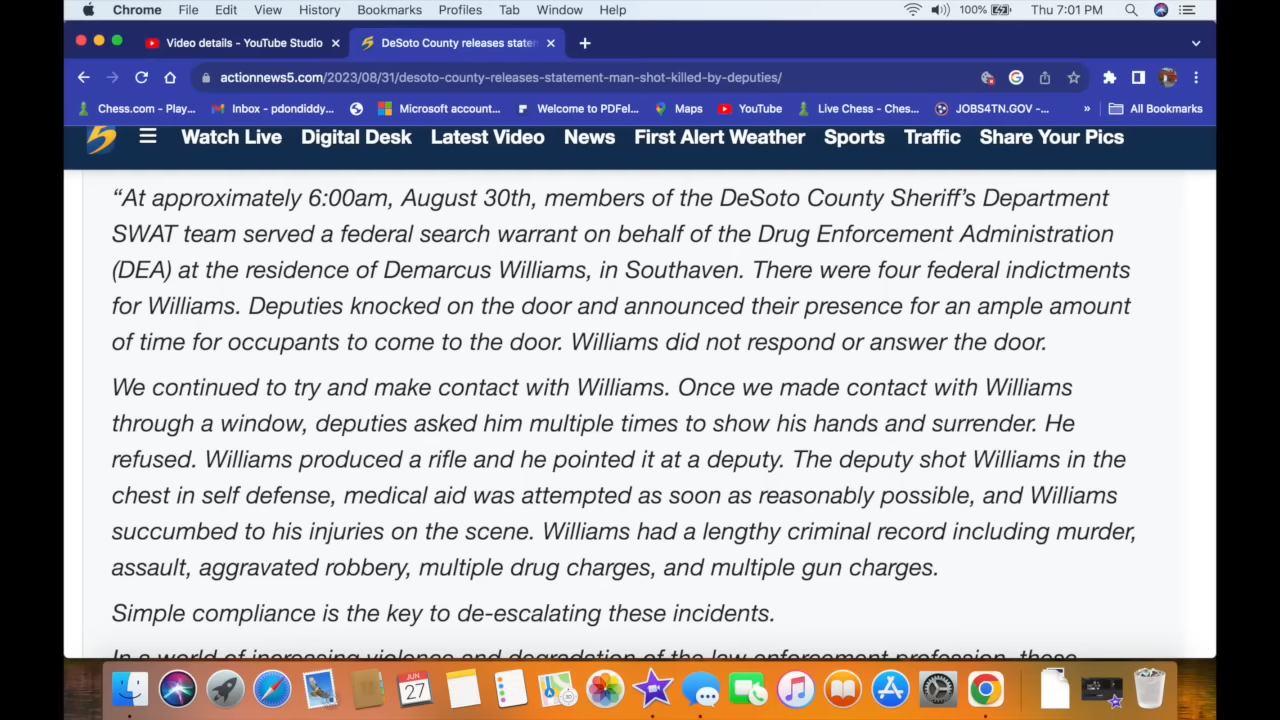 Chrome File Edit View History Bookmarks Profiles Tab Window Help 100% Thu 7:01 PM
Video details - YouTube Studio DeSoto County releases state
actionnews5.com/2023/08/31/desoto-county-releases-statement-man-shot-killed-by-deputies/
Chess.com - Play... Inbox - pdondiddy... Microsoft account... Welcome to PDFel... Maps YouTube Live Chess - Ches... JOBS4TN.GOV -... » All Bookmarks
5 Watch Live Digital Desk Latest Video News First Alert Weather Sports Traffic Share Your Pics
“At approximately 6:00am, August 30th, members of the DeSoto County Sheriff’s Department
SWAT team served a federal search warrant on behalf of the Drug Enforcement Administration
(DEA) at the residence of Demarcus Williams, in Southaven. There were four federal indictments
for Williams. Deputies knocked on the door and announced their presence for an ample amount
of time for occupants to come to the door. Williams did not respond or answer the door.
We continued to try and make contact with Williams. Once we made contact with Williams
through a window, deputies asked him multiple times to show his hands and surrender. He
refused. Williams produced a rifle and he pointed it at a deputy. The deputy shot Williams in the
chest in self defense, medical aid was attempted as soon as reasonably possible, and Williams
succumbed to his injuries on the scene. Williams had a lengthy criminal record including murder,
assault, aggravated robbery, multiple drug charges, and multiple gun charges.
Simple compliance is the key to de-escalating these incidents.
In a world of increasing violence and degradation of the law enforcement profession, these
JUN
27